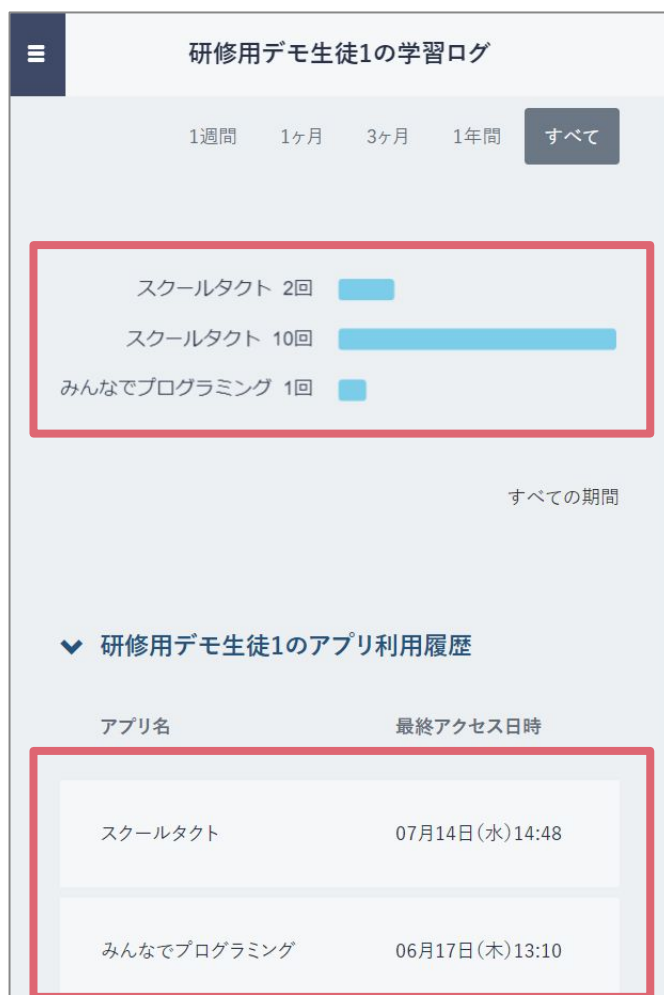 研修用デモ生徒1の学習ログ
1週間 1ヶ月 3ヶ月 1年間 すべて
スクールタクト 2回
スクールタクト 10回
みんなでプログラミング 1回
すべての期間
研修用デモ生徒1のアプリ利用履歴
アプリ名 最終アクセス日時
スクールタクト 07月14日(水)14:48
みんなでプログラミング 06月17日(木)13:10